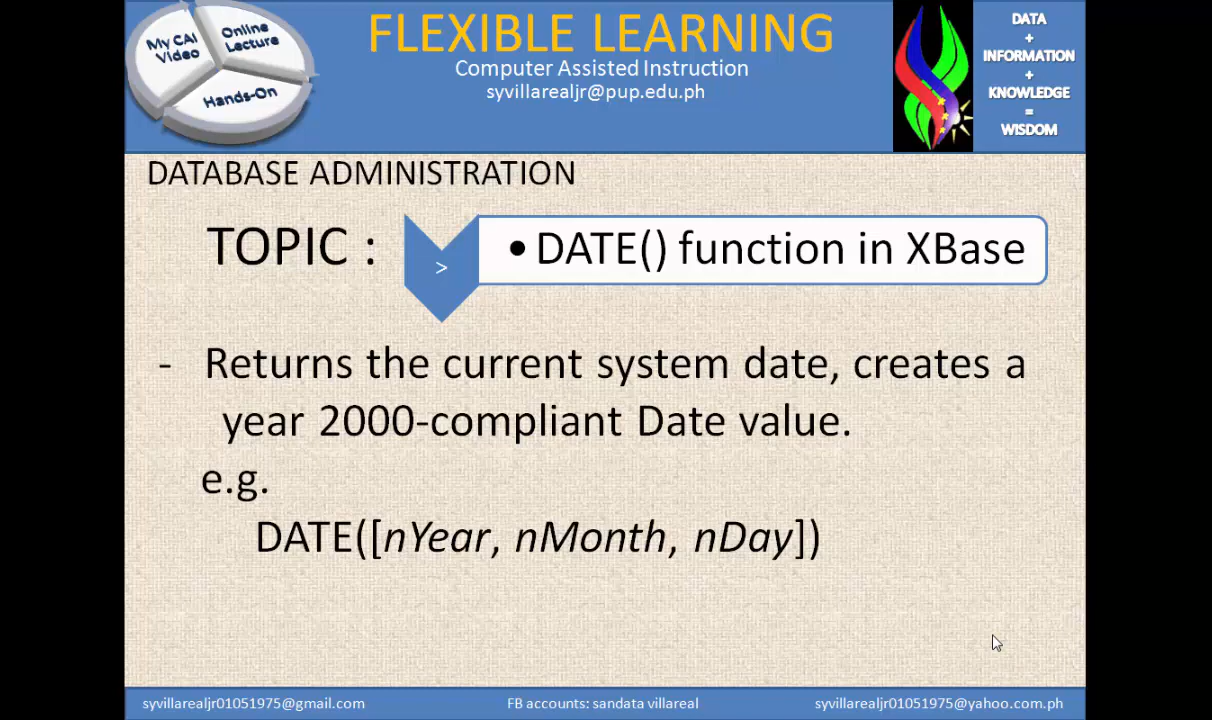 My CAI
Video
Online
Lecture
Hands-On
FLEXIBLE LEARNING
Computer Assisted Instruction
syvillarealjr@pup.edu.ph
DATA
+
INFORMATION
+
KNOWLEDGE
=
WISDOM
DATABASE ADMINISTRATION
TOPIC :
>
•DATE() function in XBase
- Returns the current system date, creates a
year 2000-compliant Date value.
e.g.
DATE([nYear, nMonth, nDay])
syvillarealjr01051975@gmail.com
FB accounts: sandata villareal
syvillarealjr01051975@yahoo.com.ph